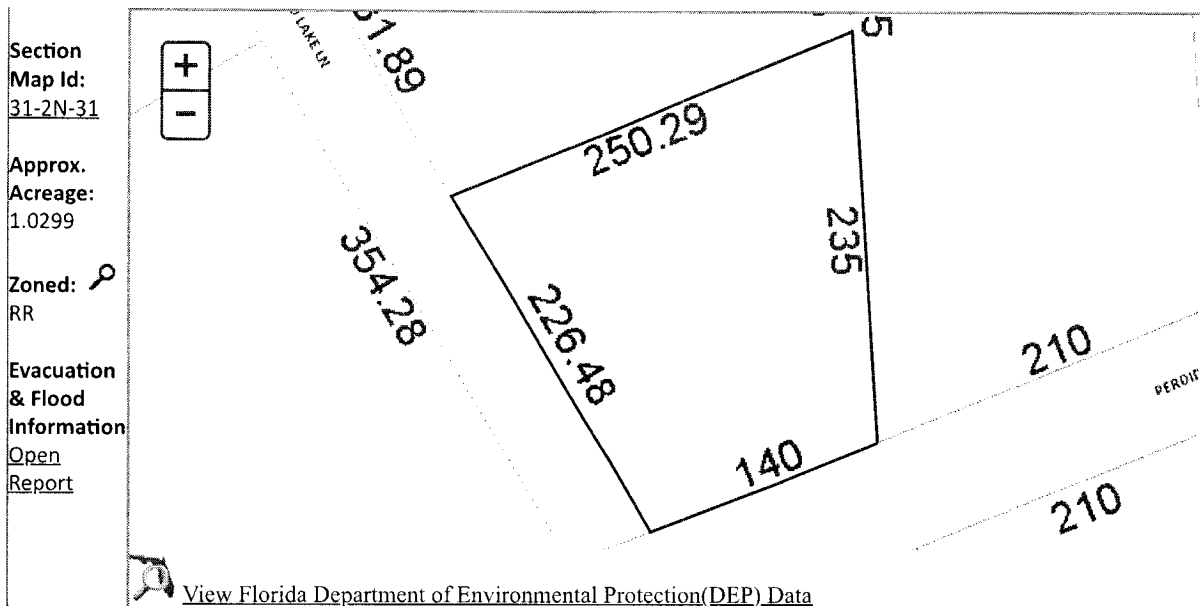 Section
Map Id:
31-2N-31
Approx.
Acreage:
1.0299
Zoned:
RR
Evacuation
& Flood
Information
Open
Report
+
−
LAKE LN
51.89
5
250.29
235
354.28
226.48
210
140
210
View Florida Department of Environmental Protection(DEP) Data